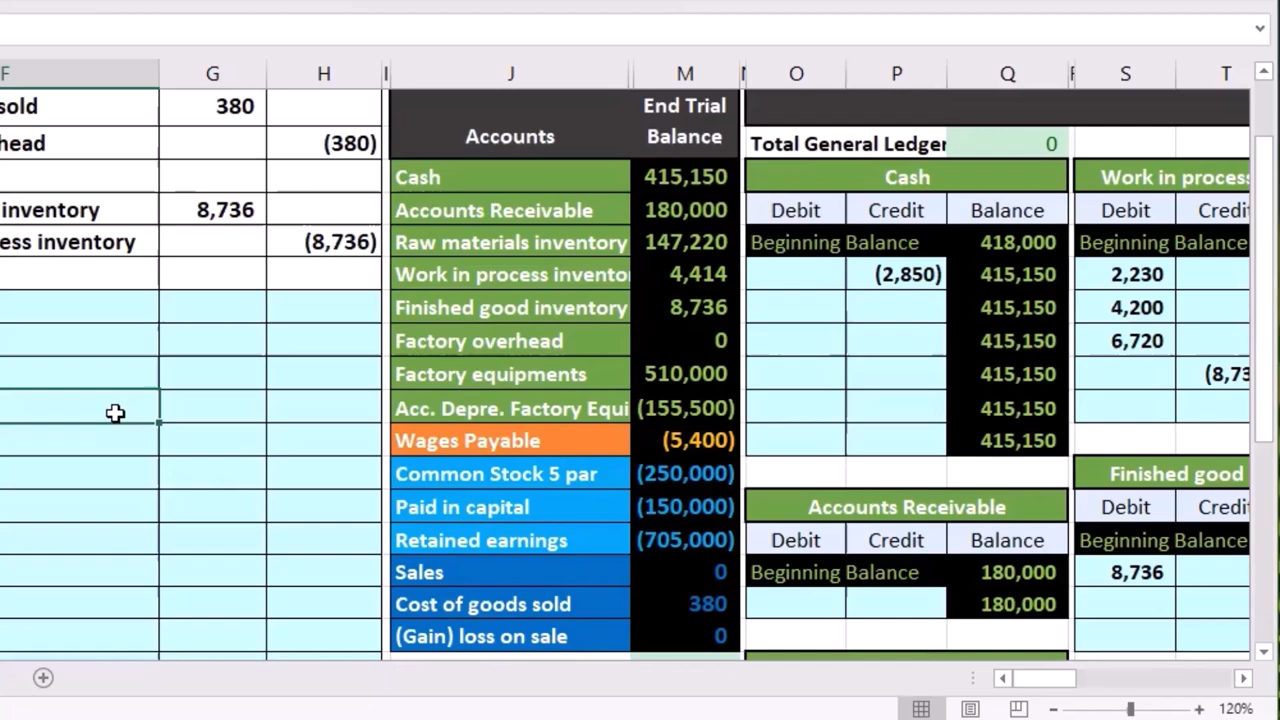 F G H I J M N O P Q R S T
sold 380 End Trial
head (380) Accounts Balance Total General Ledger 0
Cash 415,150 Cash Work in process
inventory 8,736 Accounts Receivable 180,000 Debit Credit Balance Debit Credi
ess inventory (8,736) Raw materials inventory 147,220 Beginning Balance 418,000 Beginning Balance
Work in process invento 4,414 (2,850) 415,150 2,230
Finished good inventory 8,736 415,150 4,200
Factory overhead 0 415,150 6,720
Factory equipments 510,000 415,150 (8,73
Acc. Depre. Factory Equi (155,500) 415,150
Wages Payable (5,400) 415,150
Common Stock 5 par (250,000) Finished good
Paid in capital (150,000) Accounts Receivable Debit Credi
Retained earnings (705,000) Debit Credit Balance Beginning Balance
Sales 0 Beginning Balance 180,000 8,736
Cost of goods sold 380 180,000
(Gain) loss on sale 0
120%